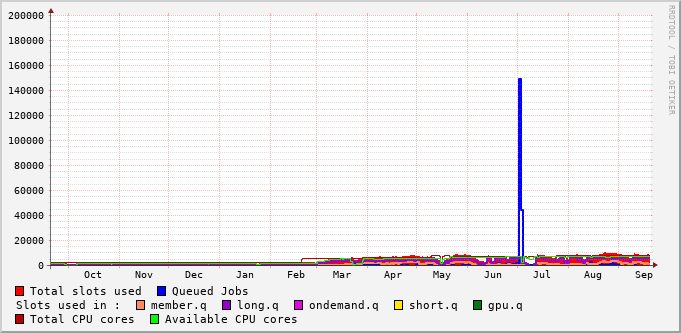 RRDTOOL / TOBI OETIKER
200000
180000
160000
140000
120000
100000
80000
60000
40000
20000
0
Oct Nov Dec Jan Feb Mar Apr May Jun Jul Aug Sep
Total slots used Queued Jobs
Slots used in : member.q long.q ondemand.q short.q gpu.q
Total CPU cores Available CPU cores